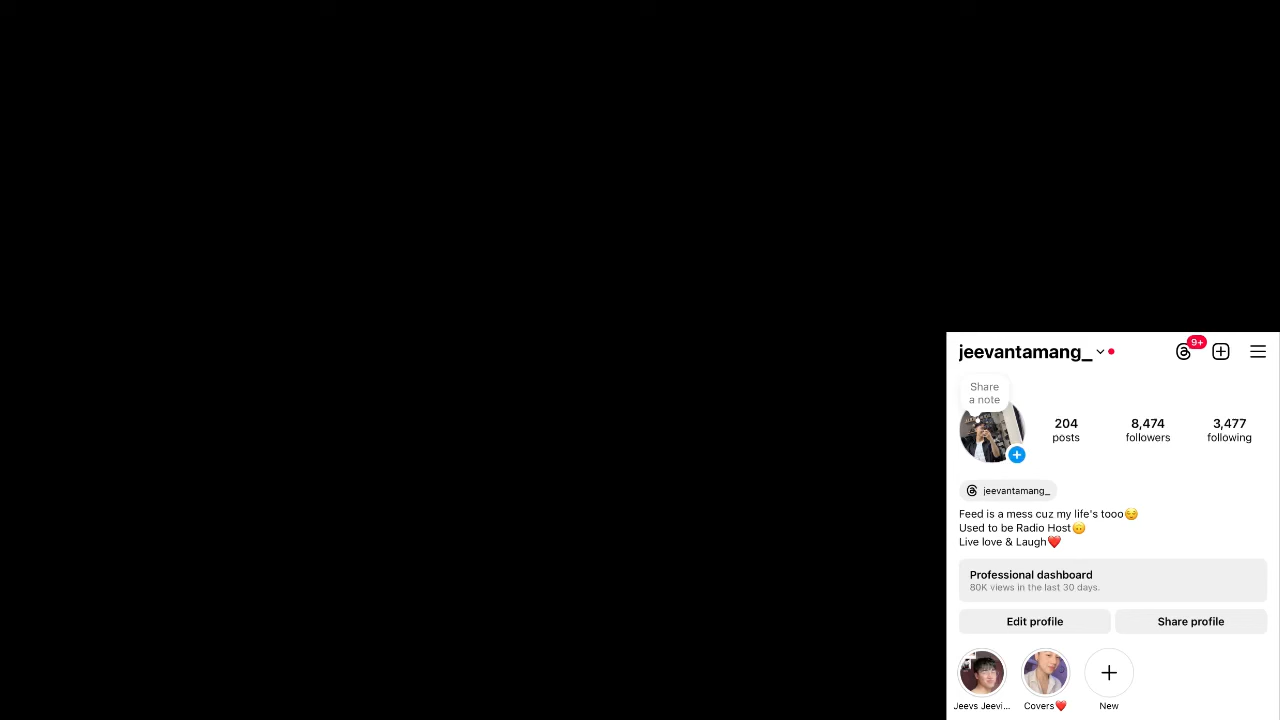 jeevantamang_
9+
Share
a note
204
posts
8,474
followers
3,477
following
jeevantamang_
Feed is a mess cuz my life's tooo😌
Used to be Radio Host🙃
Live love & Laugh❤️
Professional dashboard
80K views in the last 30 days.
Edit profile
Share profile
Jeevs Jeevi...
Covers❤️
New